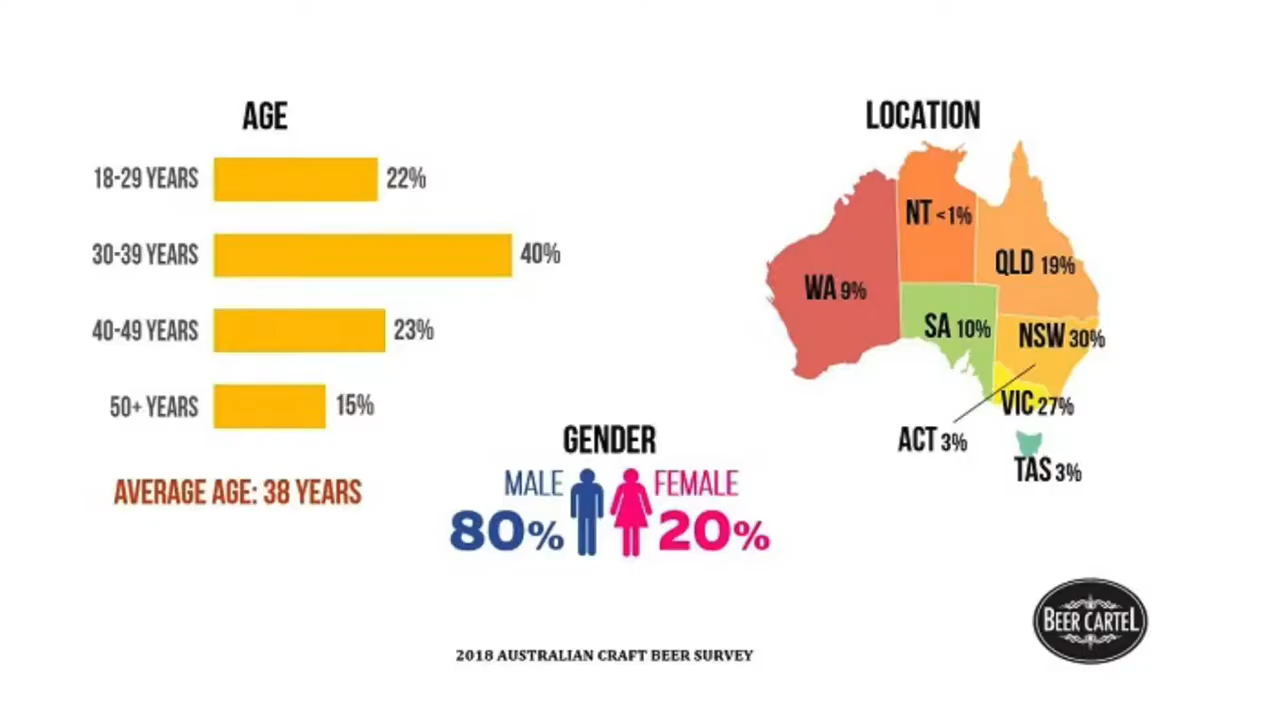 AGE
18-29 YEARS 22%
30-39 YEARS 40%
40-49 YEARS 23%
50+ YEARS 15%
AVERAGE AGE: 38 YEARS
LOCATION
NT <1%
QLD 19%
WA 9%
SA 10%
NSW 30%
VIC 27%
ACT 3%
TAS 3%
GENDER
MALE FEMALE
80% 20%
BEER CARTEL
2018 AUSTRALIAN CRAFT BEER SURVEY